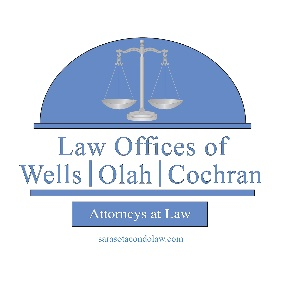 Law Offices of
Wells|Olah|Cochran
Attorneys at Law
sarasotacondolaw.com